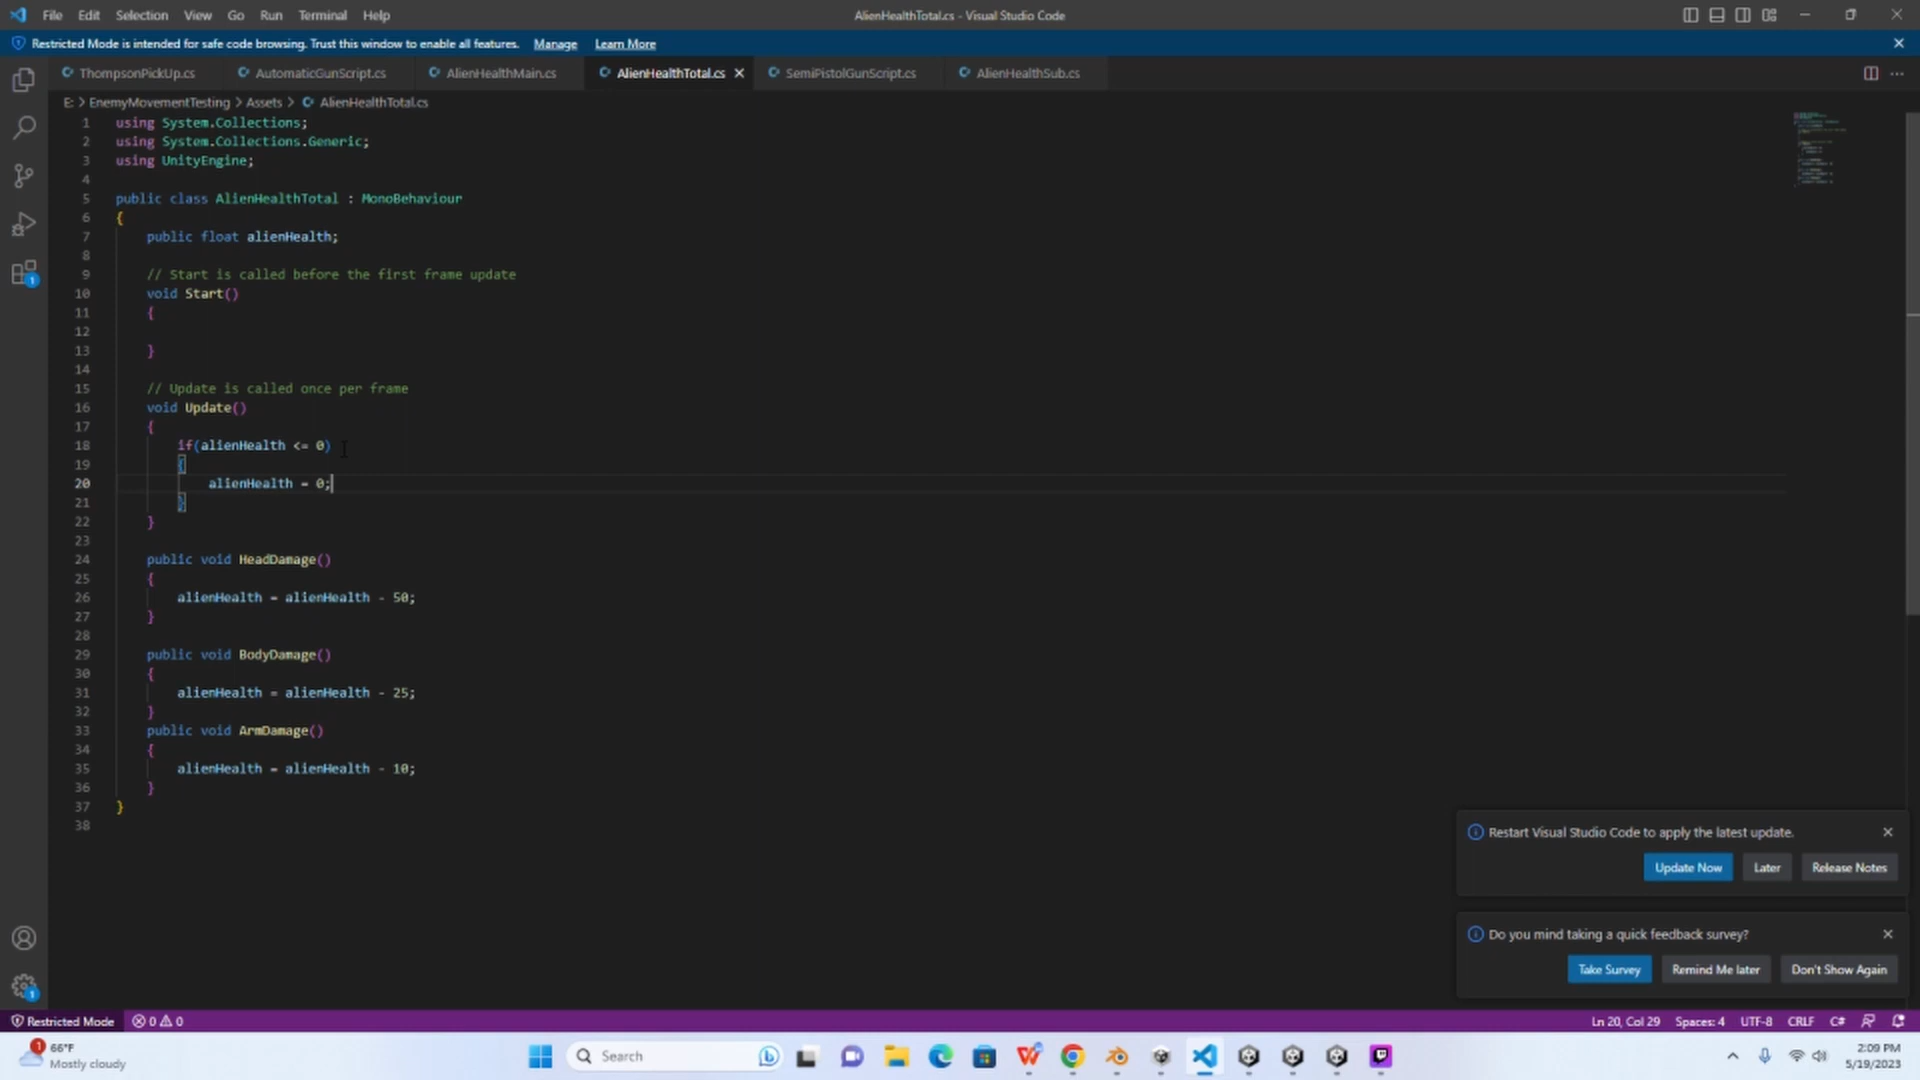 File Edit Selection View Go Run Terminal Help AlienHealthTotal.cs - Visual Studio Code
Restricted Mode is intended for safe code browsing. Trust this window to enable all features. Manage Learn More
ThompsonPickUp.cs AutomaticGunScript.cs AlienHealthMain.cs AlienHealthTotal.cs SemiPistolGunScript.cs AlienHealthSub.cs
E: > EnemyMovementTesting > Assets > AlienHealthTotal.cs
1 using System.Collections;
2 using System.Collections.Generic;
3 using UnityEngine;
4
5 public class AlienHealthTotal : MonoBehaviour
6 {
7 public float alienHealth;
8
9 // Start is called before the first frame update
10 void Start()
11 {
12
13 }
14
15 // Update is called once per frame
16 void Update()
17 {
18 if(alienHealth <= 0)
19 {
20 alienHealth = 0;
21 }
22 }
23
24 public void HeadDamage()
25 {
26 alienHealth = alienHealth - 50;
27 }
28
29 public void BodyDamage()
30 {
31 alienHealth = alienHealth - 25;
32 }
33 public void ArmDamage()
34 {
35 alienHealth = alienHealth - 10;
36 }
37 }
38
Restart Visual Studio Code to apply the latest update.
Update Now Later Release Notes
Do you mind taking a quick feedback survey?
Take Survey Remind Me later Don't Show Again
Restricted Mode 0 0 Ln 20, Col 29 Spaces: 4 UTF-8 CRLF C#
1 66°F
Mostly cloudy
Search
2:09 PM
5/19/2023